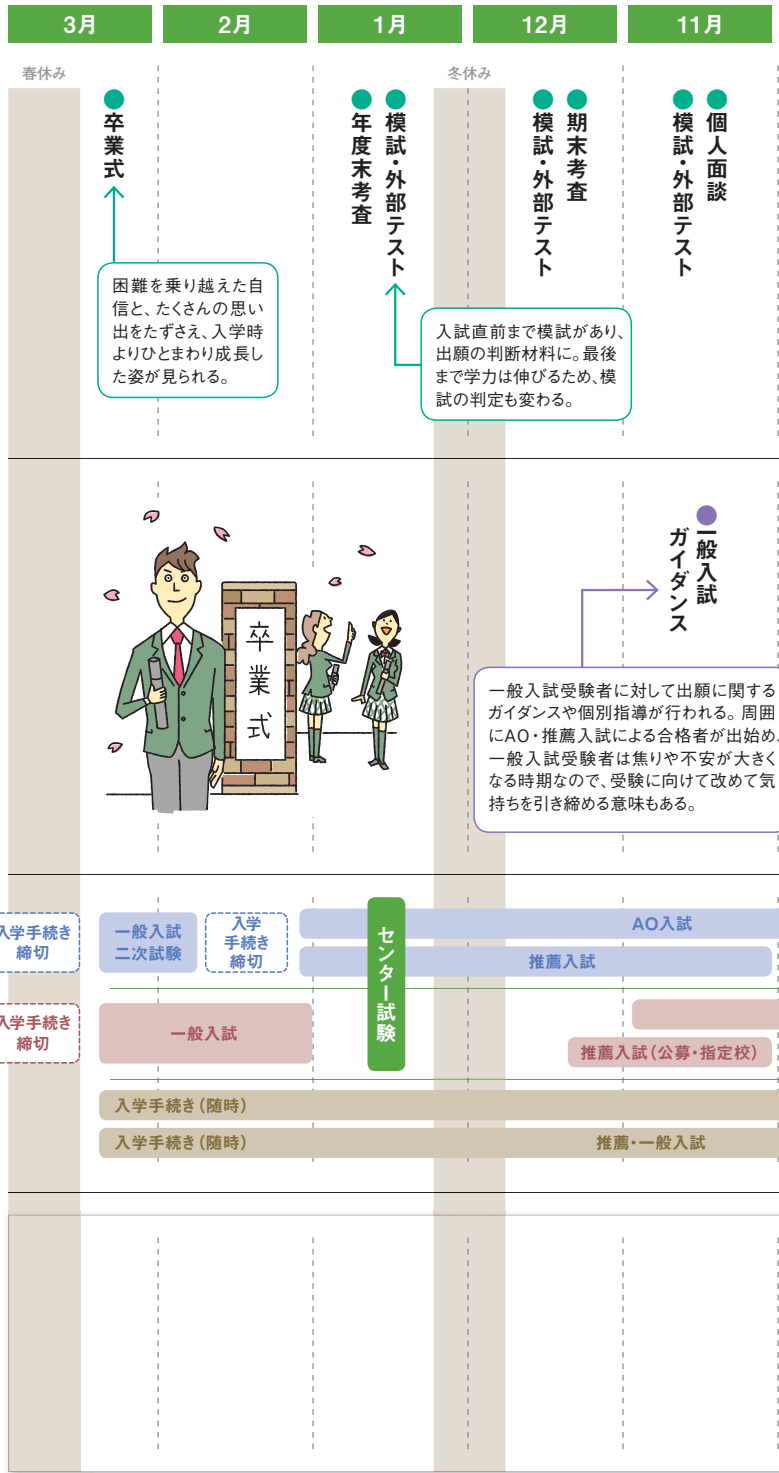 3月
2月
1月
12月
11月
春休み
冬休み
個人面談
模試・外部テスト
期末考査
模試・外部テスト
模試・外部テスト
年度末考査
卒業式
困難を乗り越えた自
信と、たくさんの思い
出をたずさえ、入学時
よりひとまわり成長し
た姿が見られる。
入試直前まで模試があり、
出願の判断材料に。最後
まで学力は伸びるため、模
試の判定も変わる。
一般入試
ガイダンス
卒業式
一般入試受験者に対して出願に関する
ガイダンスや個別指導が行われる。周囲
にAO・推薦入試による合格者が出始め、
一般入試受験者は焦りや不安が大きく
なる時期なので、受験に向けて改めて気
持ちを引き締める意味もある。
入学手続き
締切
一般入試
二次試験
入学
手続き
締切
センター試験
AO入試
推薦入試
入学手続き
締切
一般入試
推薦入試(公募・指定校)
入学手続き(随時)
入学手続き(随時)
推薦・一般入試